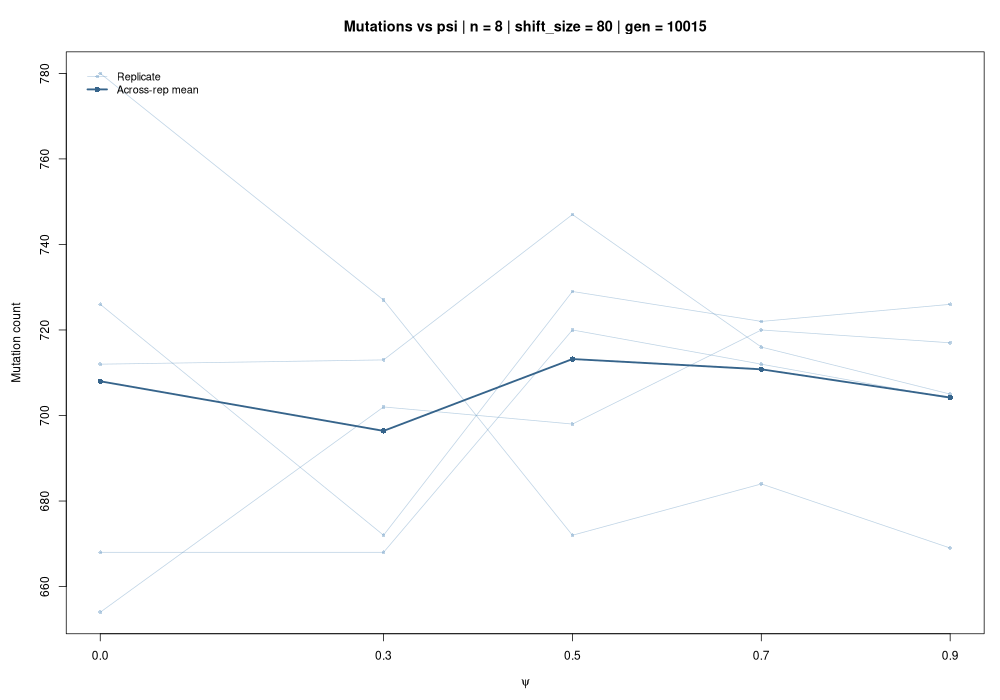 Mutations vs psi | n = 8 | shift_size = 80 | gen = 10015
Replicate
Across-rep mean
Mutation count
780
760
740
720
700
680
660
0.0 0.3 0.5 0.7 0.9
ψ